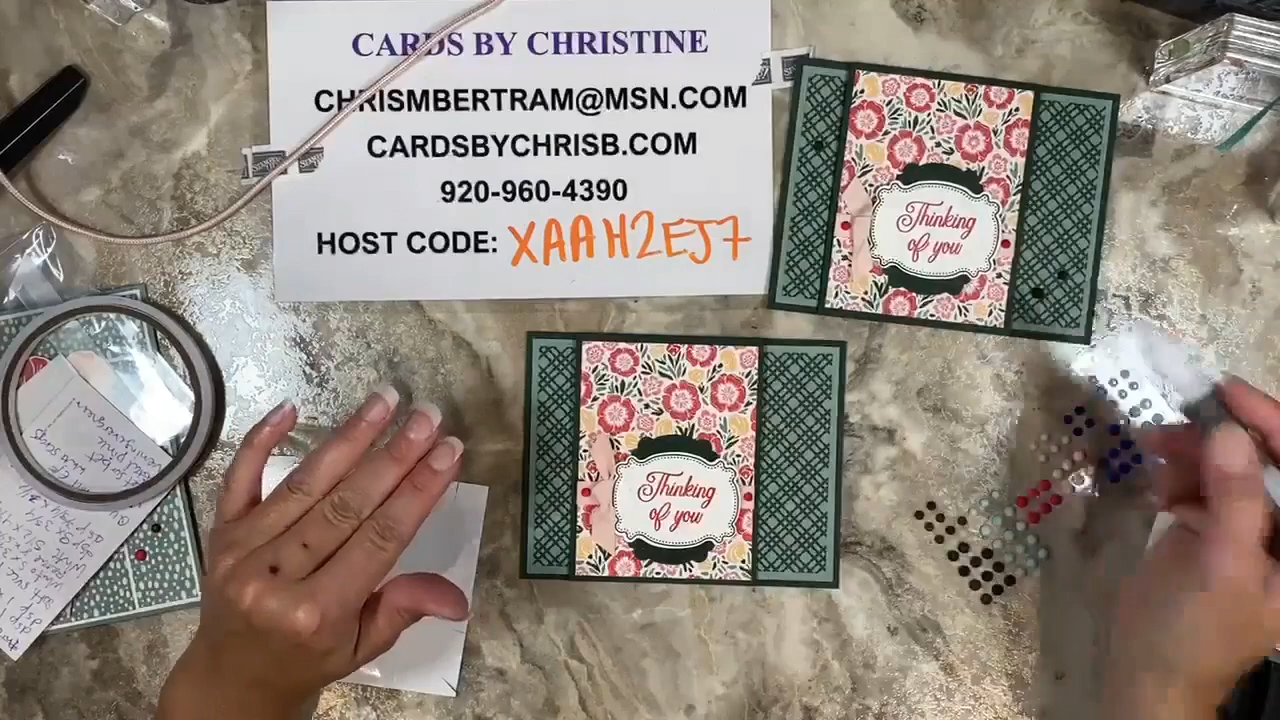 CARDS BY CHRISTINE
CHRISMBERTRAM@MSN.COM
CARDSBYCHRISB.COM
920-960-4390
HOST CODE: XAAH2EJ7
Thinking
of you
Thinking
of you